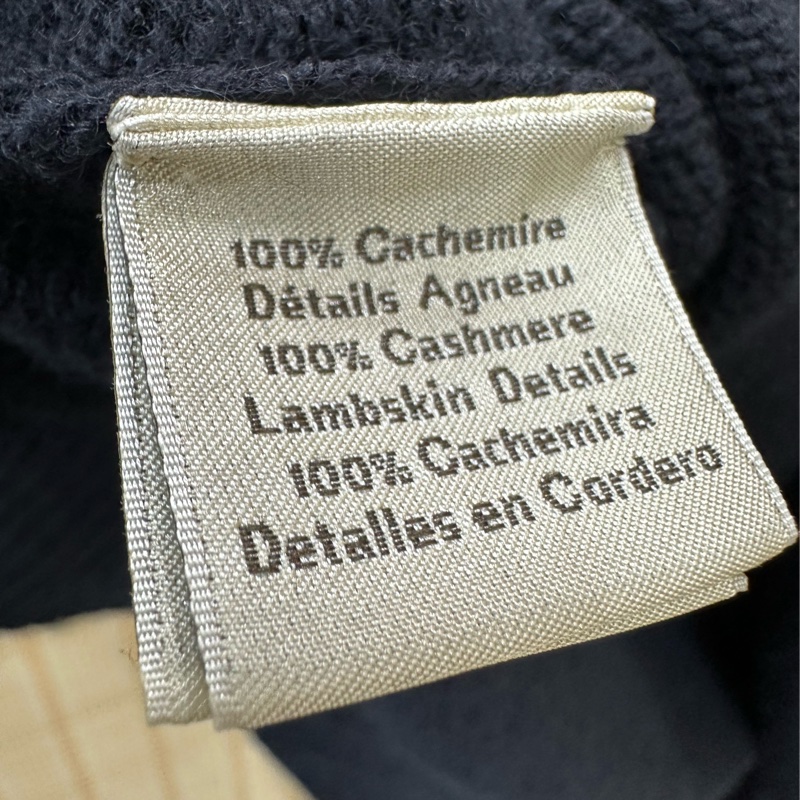 100% Cachemire
Détails Agneau
100% Cashmere
Lambskin Details
100% Cachemira
Detalles en Cordero